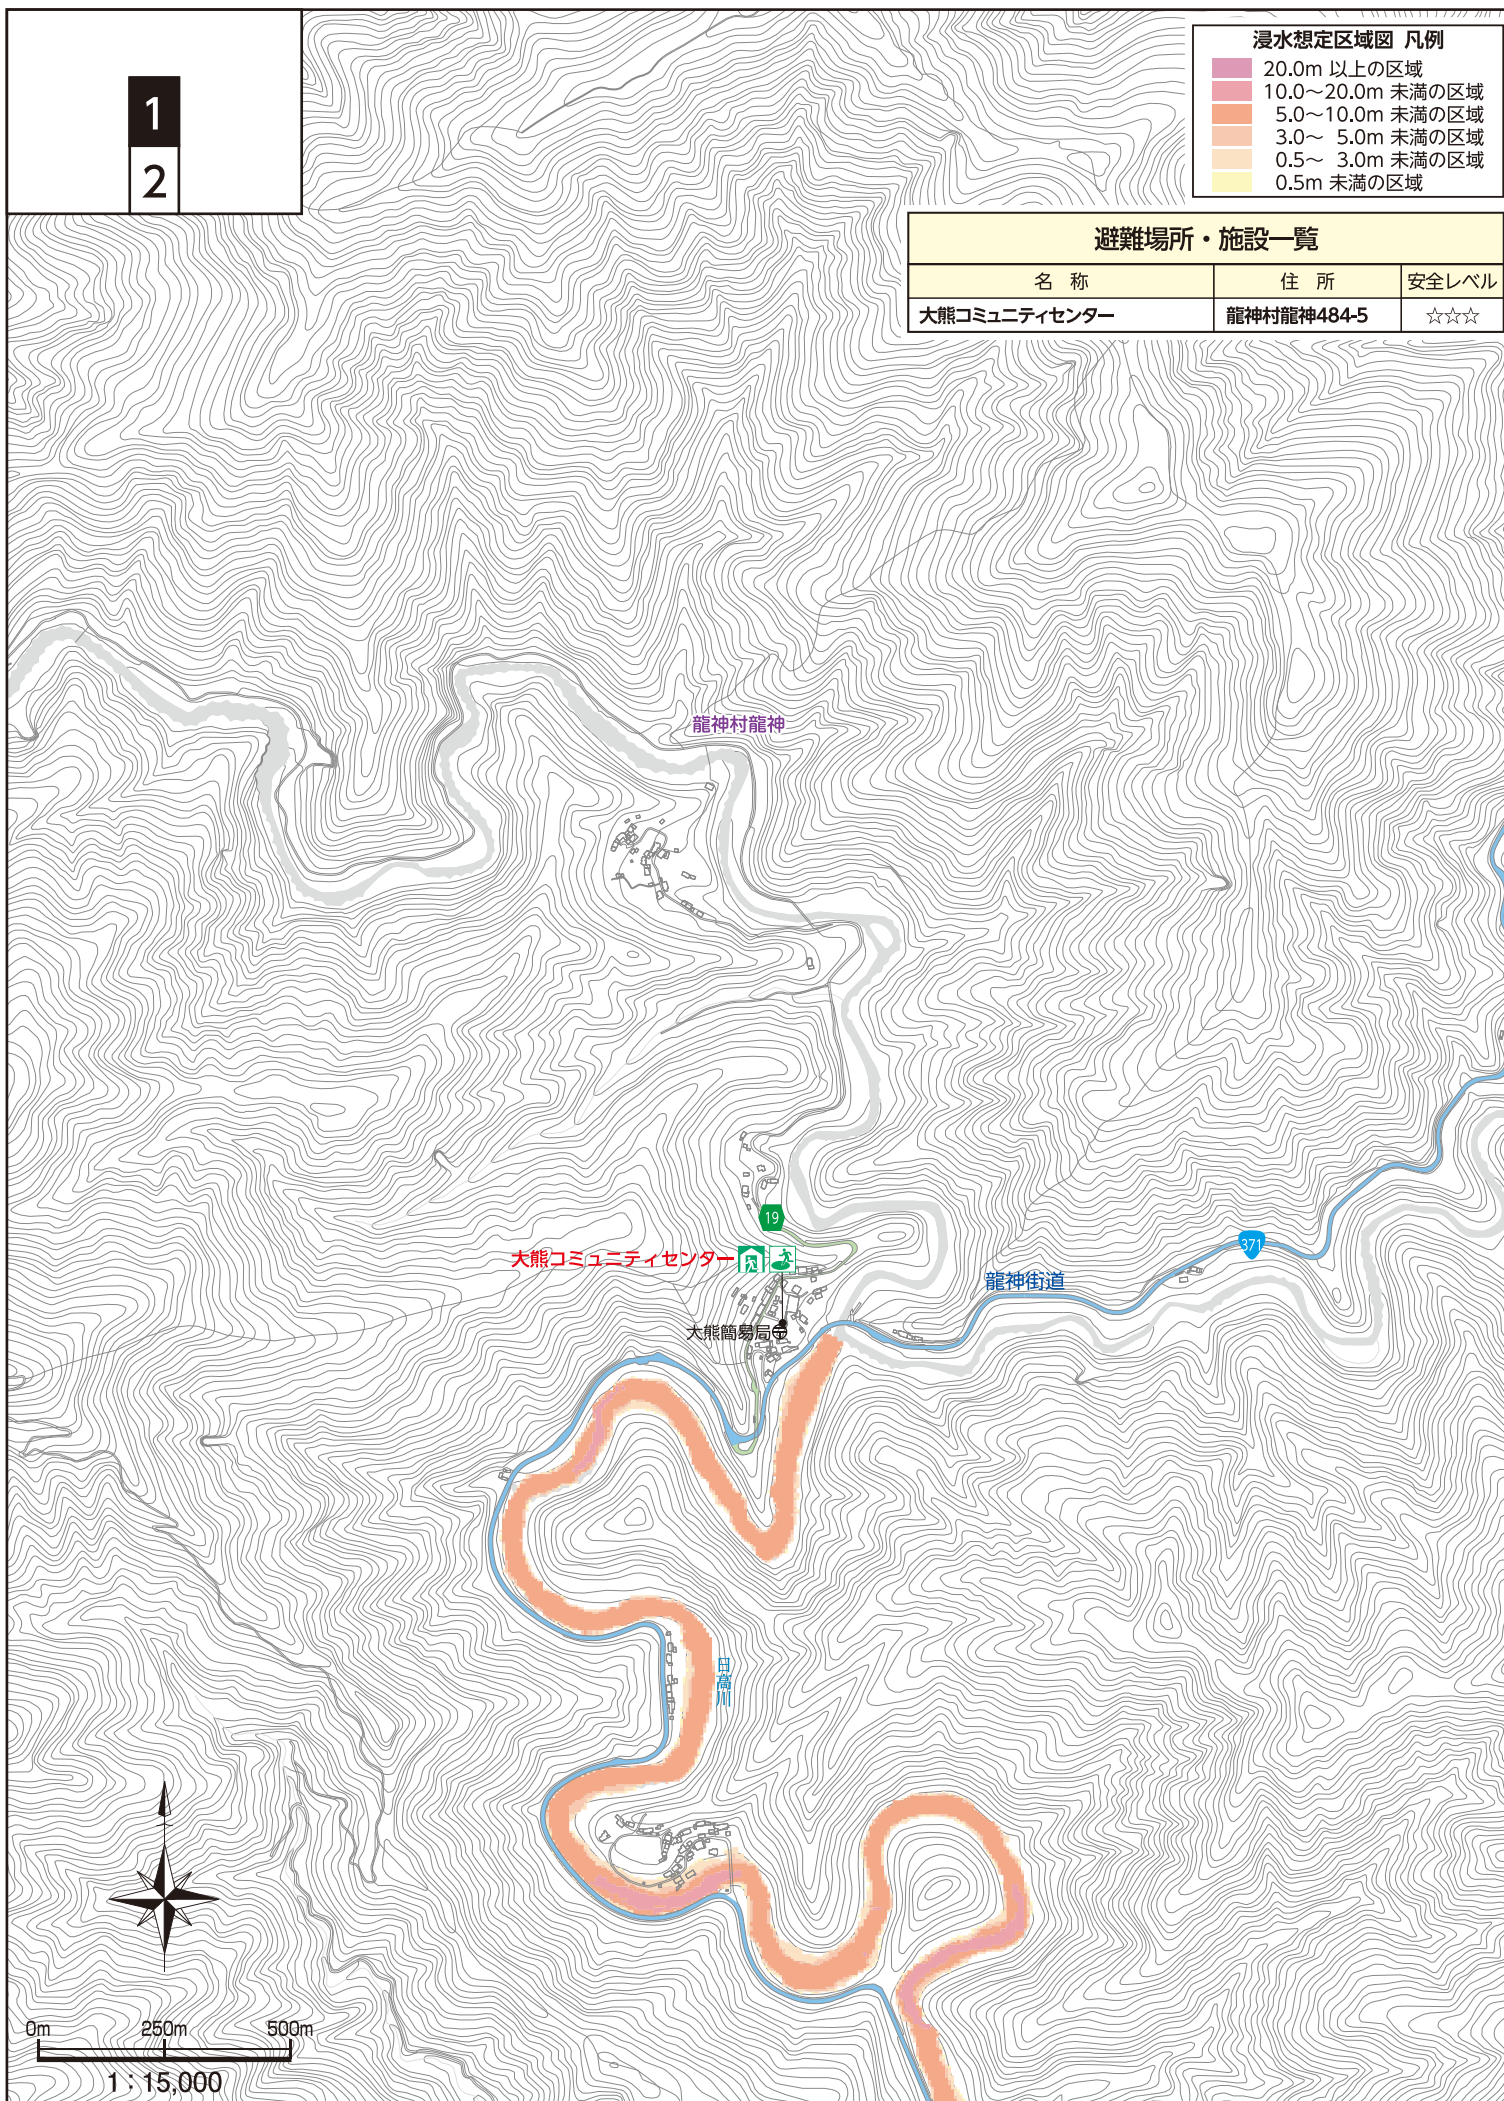 1
2
浸水想定区域図 凡例
20.0m 以上の区域
10.0～20.0m 未満の区域
5.0～10.0m 未満の区域
3.0～ 5.0m 未満の区域
0.5～ 3.0m 未満の区域
0.5m 未満の区域
避難場所・施設一覧
名 称 住 所 安全レベル
大熊コミュニティセンター 龍神村龍神484-5 ☆☆☆
龍神村龍神
19
大熊コミュニティセンター
371
龍神街道
大熊簡易局
日高川
0m 250m 500m
1：15,000